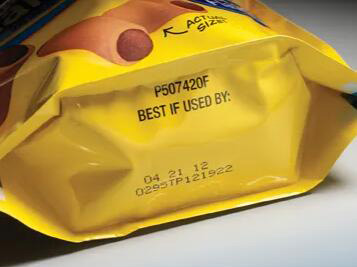 ACTUAL
SIZE!
P507420F
BEST IF USED BY:
04 21 12
0295TP121922